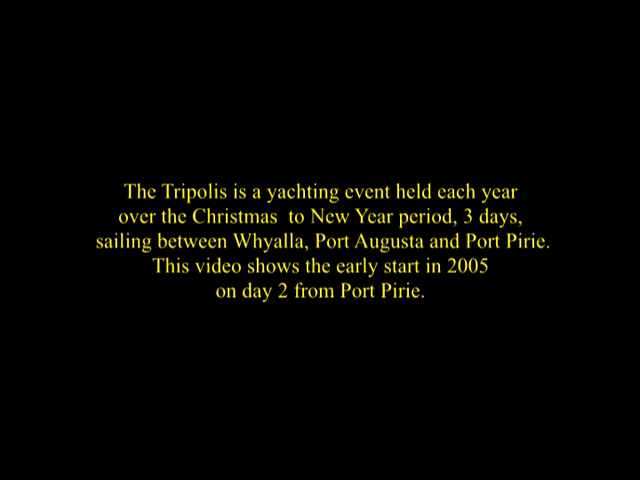 The Tripolis is a yachting event held each year
over the Christmas  to New Year period, 3 days,
sailing between Whyalla, Port Augusta and Port Pirie.
This video shows the early start in 2005
on day 2 from Port Pirie.